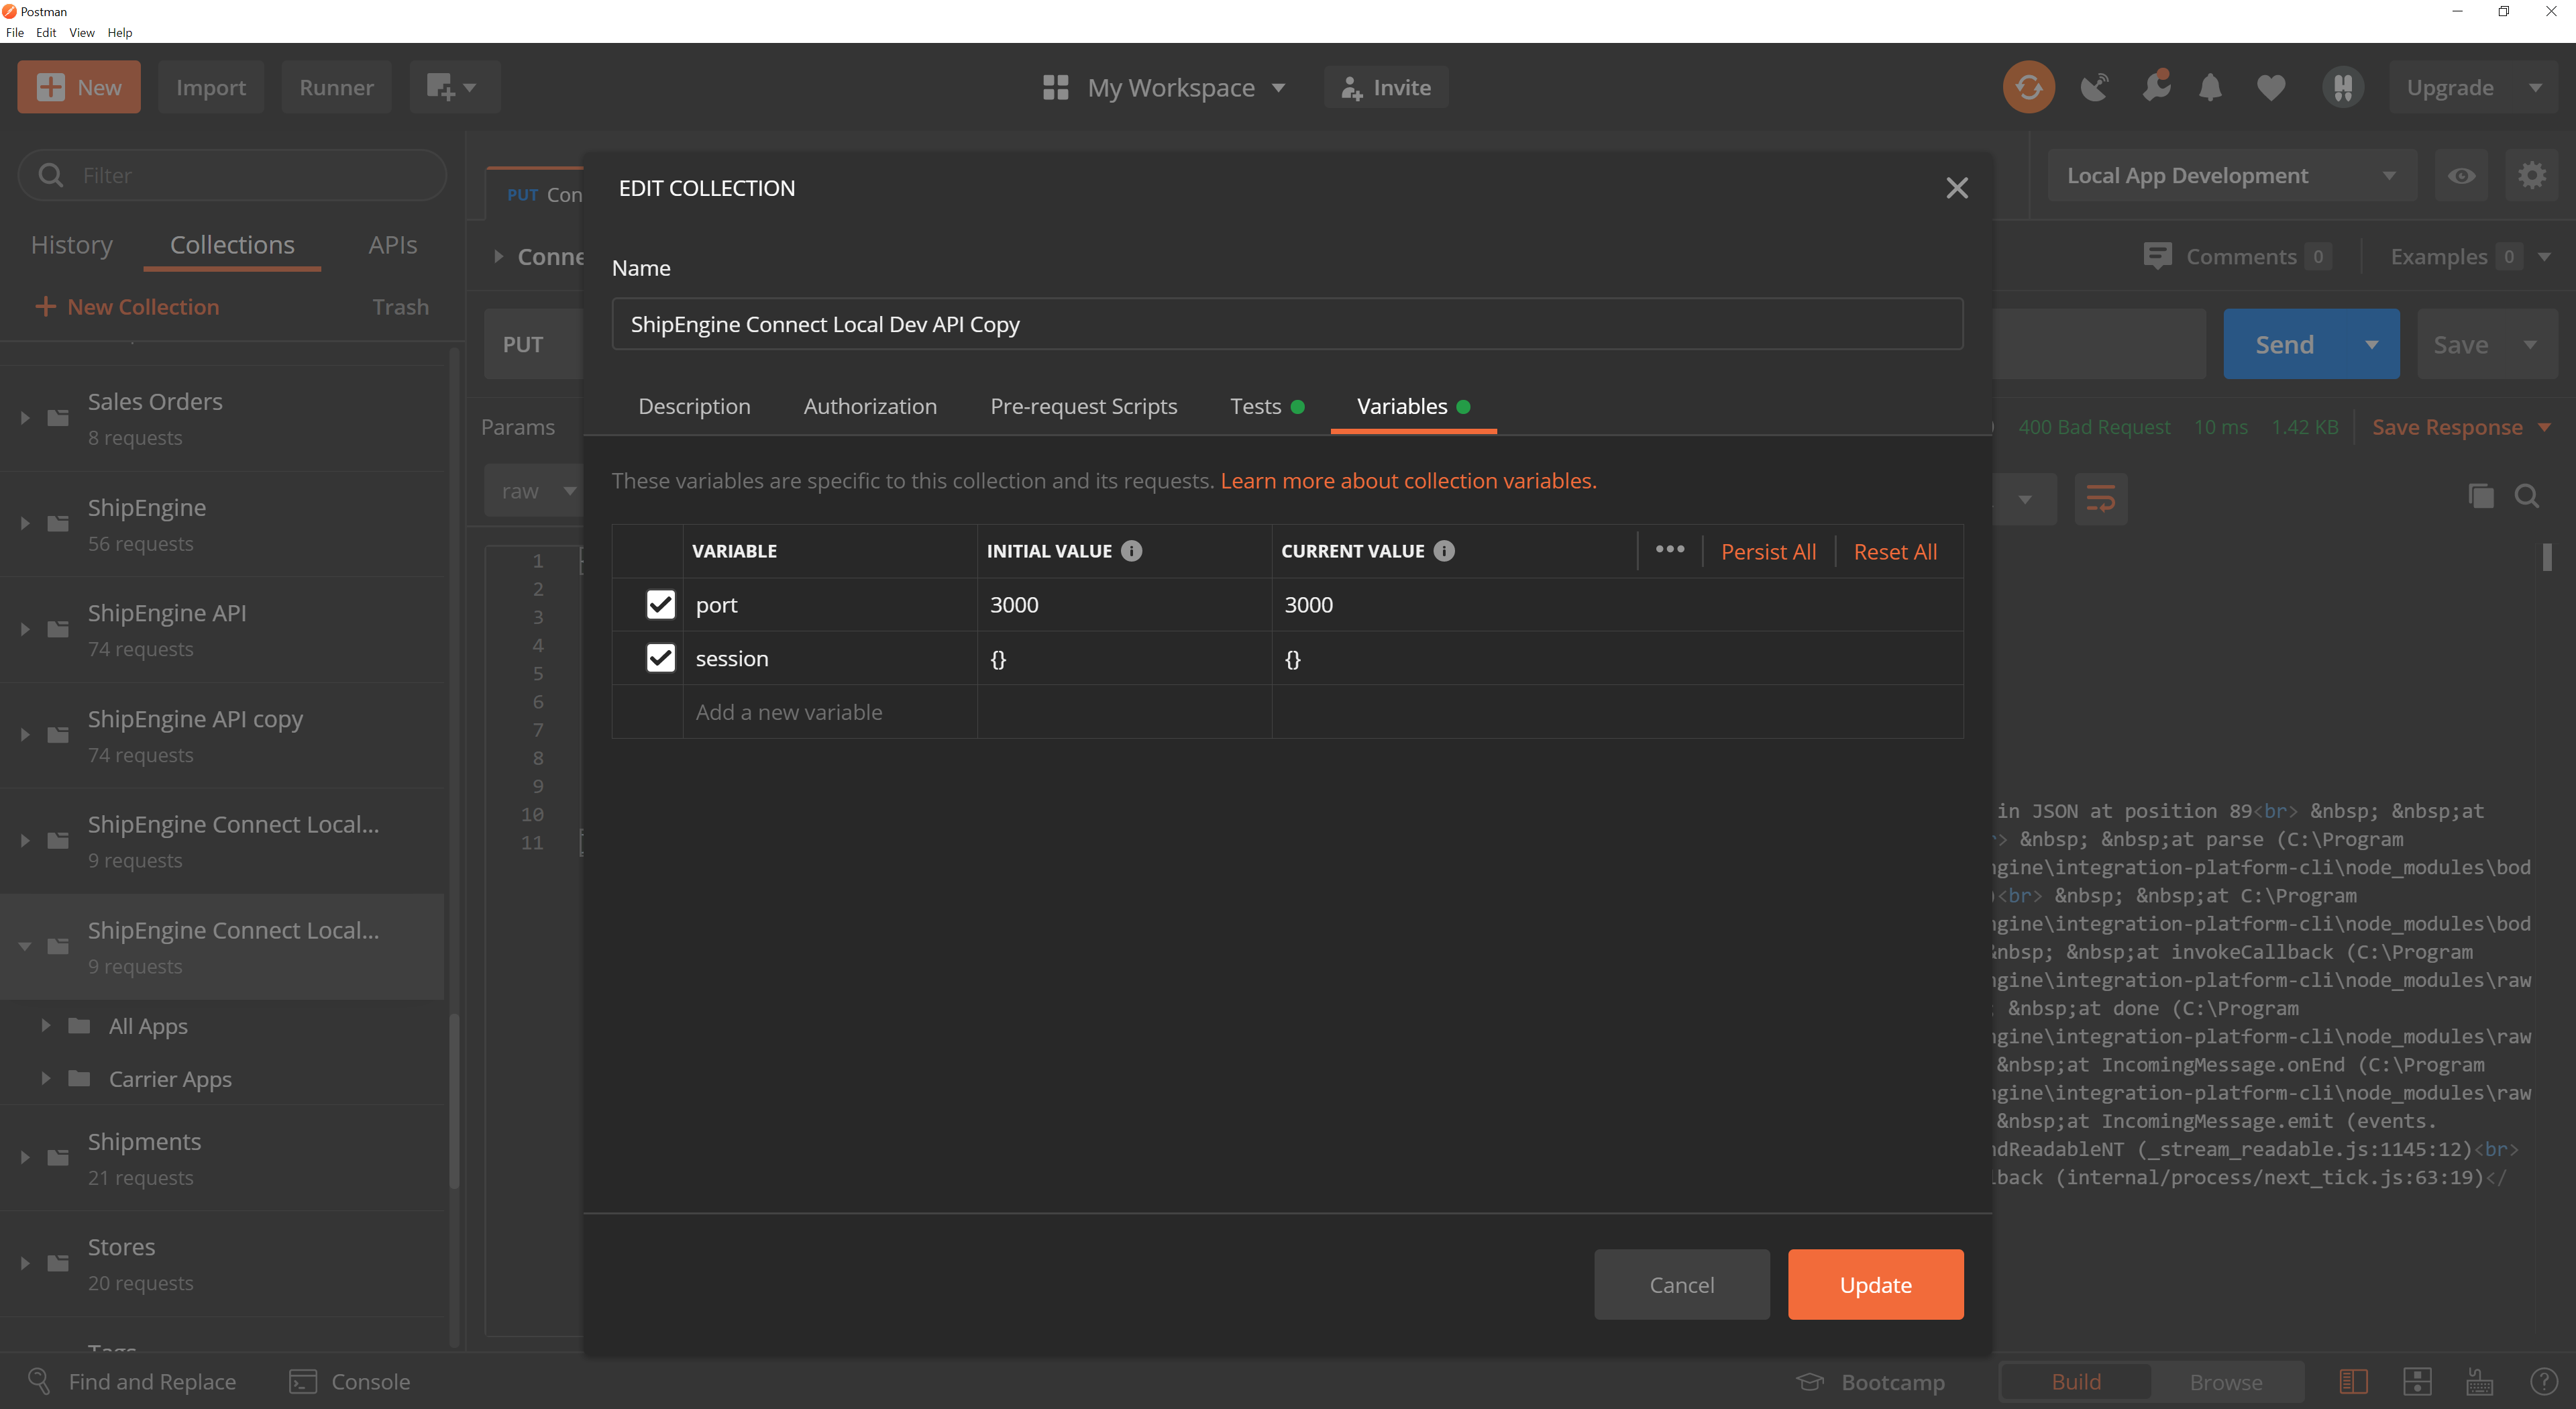 Postman
File Edit View Help
New Import Runner My Workspace Invite Upgrade
Filter
History Collections APIs
New Collection Trash
Sales Orders
8 requests
ShipEngine
56 requests
ShipEngine API
74 requests
ShipEngine API copy
74 requests
ShipEngine Connect Local...
9 requests
ShipEngine Connect Local...
9 requests
All Apps
Carrier Apps
Shipments
21 requests
Stores
20 requests
PUT Con
Conne
PUT
Params
raw
1
2
3
4
5
6
7
8
9
10
11
EDIT COLLECTION
Name
ShipEngine Connect Local Dev API Copy
Description Authorization Pre-request Scripts Tests Variables
These variables are specific to this collection and its requests. Learn more about collection variables.
VARIABLE INITIAL VALUE CURRENT VALUE ••• Persist All Reset All
port 3000 3000
session {} {}
Add a new variable
Cancel Update
Local App Development
Comments 0 Examples 0
Send Save
400 Bad Request 10 ms 1.42 KB Save Response
in JSON at position 89<br> &nbsp; &nbsp;at
> &nbsp; &nbsp;at parse (C:\Program
gine\integration-platform-cli\node_modules\bod
)<br> &nbsp; &nbsp;at C:\Program
gine\integration-platform-cli\node_modules\bod
&nbsp; &nbsp;at invokeCallback (C:\Program
gine\integration-platform-cli\node_modules\raw
; &nbsp;at done (C:\Program
gine\integration-platform-cli\node_modules\raw
&nbsp;at IncomingMessage.onEnd (C:\Program
gine\integration-platform-cli\node_modules\raw
&nbsp;at IncomingMessage.emit (events.
dReadableNT (_stream_readable.js:1145:12)<br>
lback (internal/process/next_tick.js:63:19)</
Find and Replace Console Bootcamp Build Browse